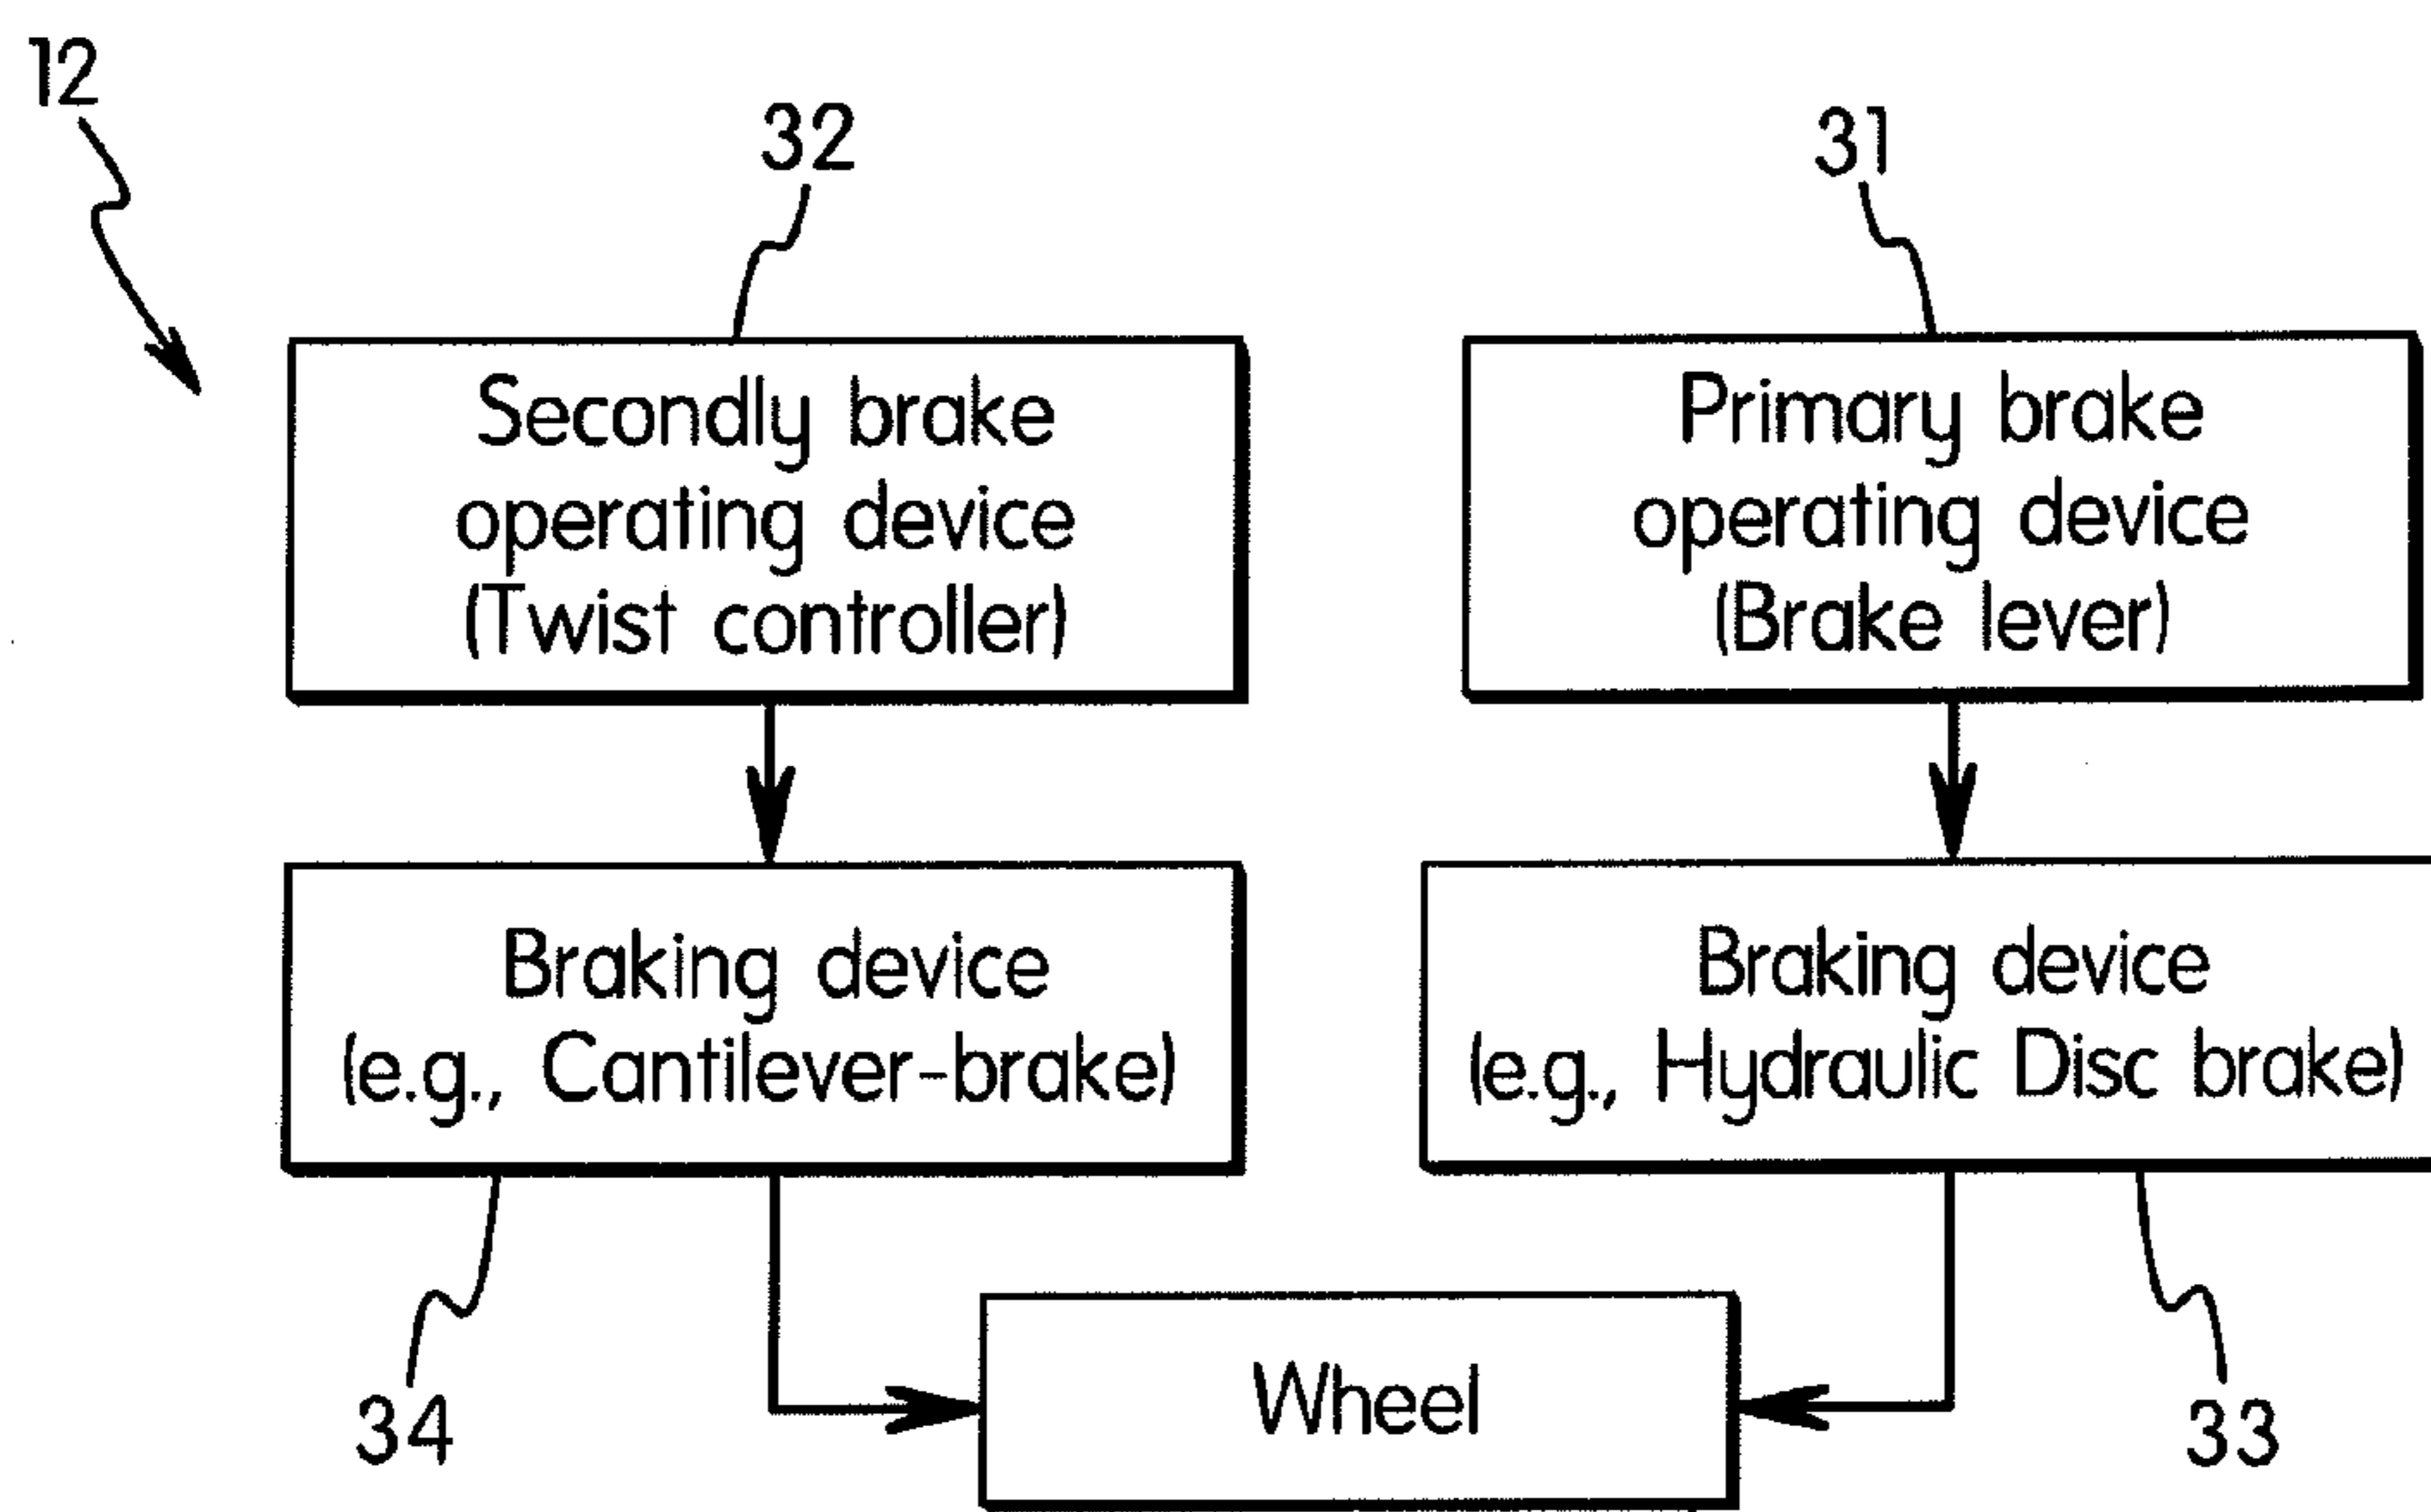 12
32
31
Secondly brake
operating device
(Twist controller)
Primary brake
operating device
(Brake lever)
Braking device
(e.g., Cantilever-brake)
Braking device
(e.g., Hydraulic Disc brake)
34
Wheel
33